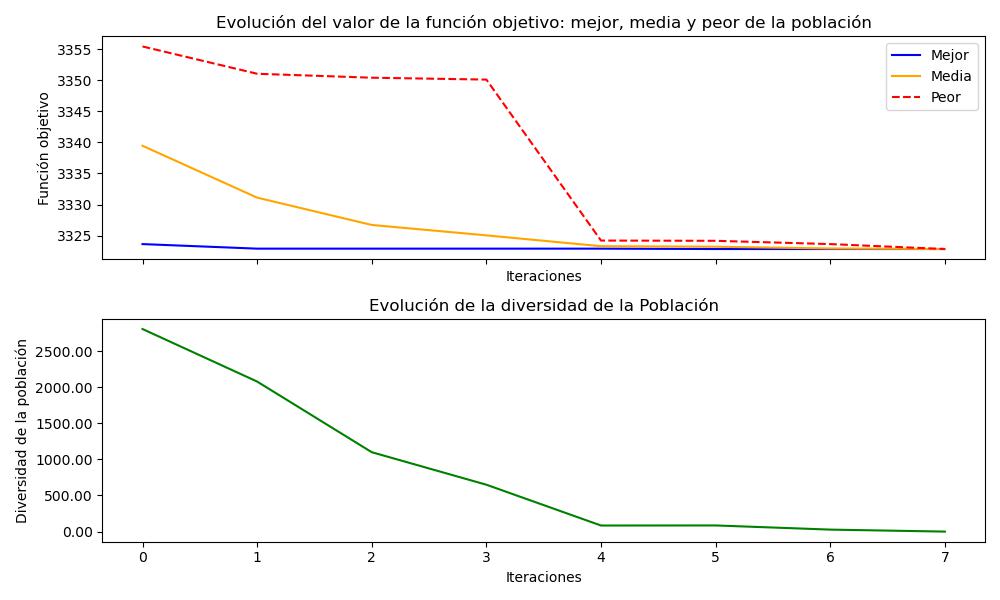 Evolución del valor de la función objetivo: mejor, media y peor de la población
Función objetivo
3355
3350
3345
3340
3335
3330
3325
Mejor
Media
Peor
Iteraciones
Evolución de la diversidad de la Población
Diversidad de la población
2500.00
2000.00
1500.00
1000.00
500.00
0.00
0 1 2 3 4 5 6 7
Iteraciones